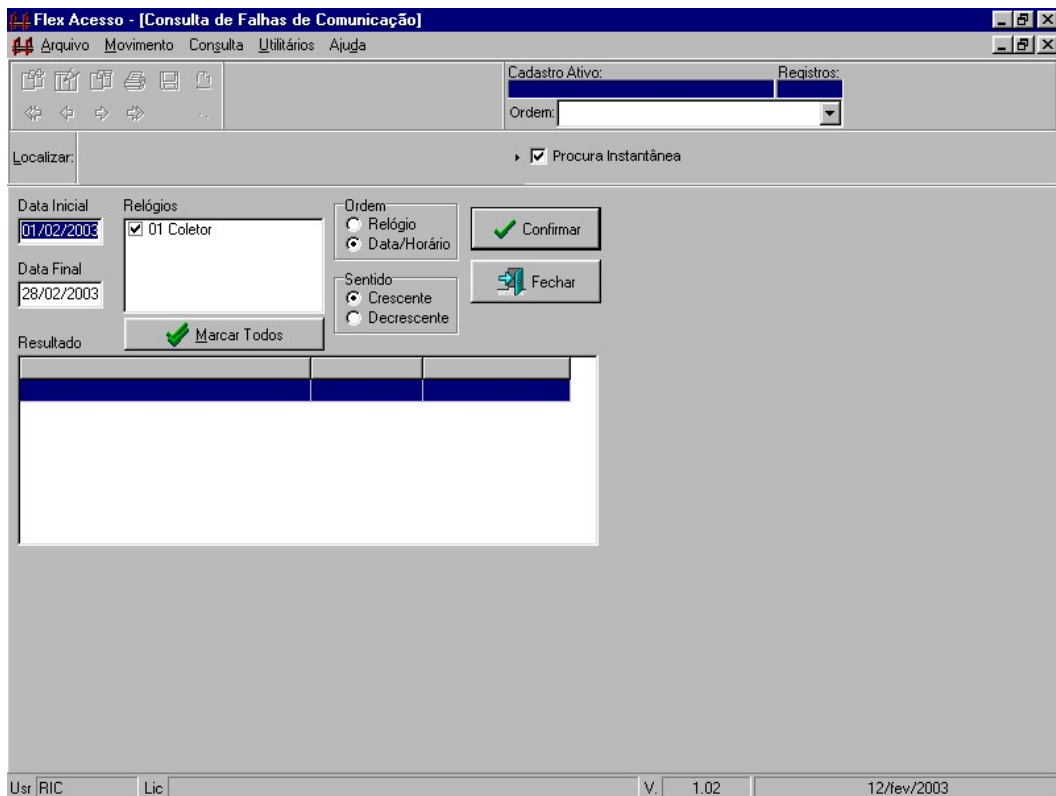 Flex Acesso - [Consulta de Falhas de Comunicação]
Arquivo Movimento Consulta Utilitários Ajuda
Cadastro Ativo: Registros:
Ordem:
Localizar: Procura Instantânea
Data Inicial Relógios Ordem
01/02/2003 01 Coletor Relógio Confirmar
Data/Horário
Data Final
28/02/2003 Sentido Fechar
Crescente
Decrescente
Marcar Todos
Resultado
Usr RIC Lic V. 1.02 12/fev/2003